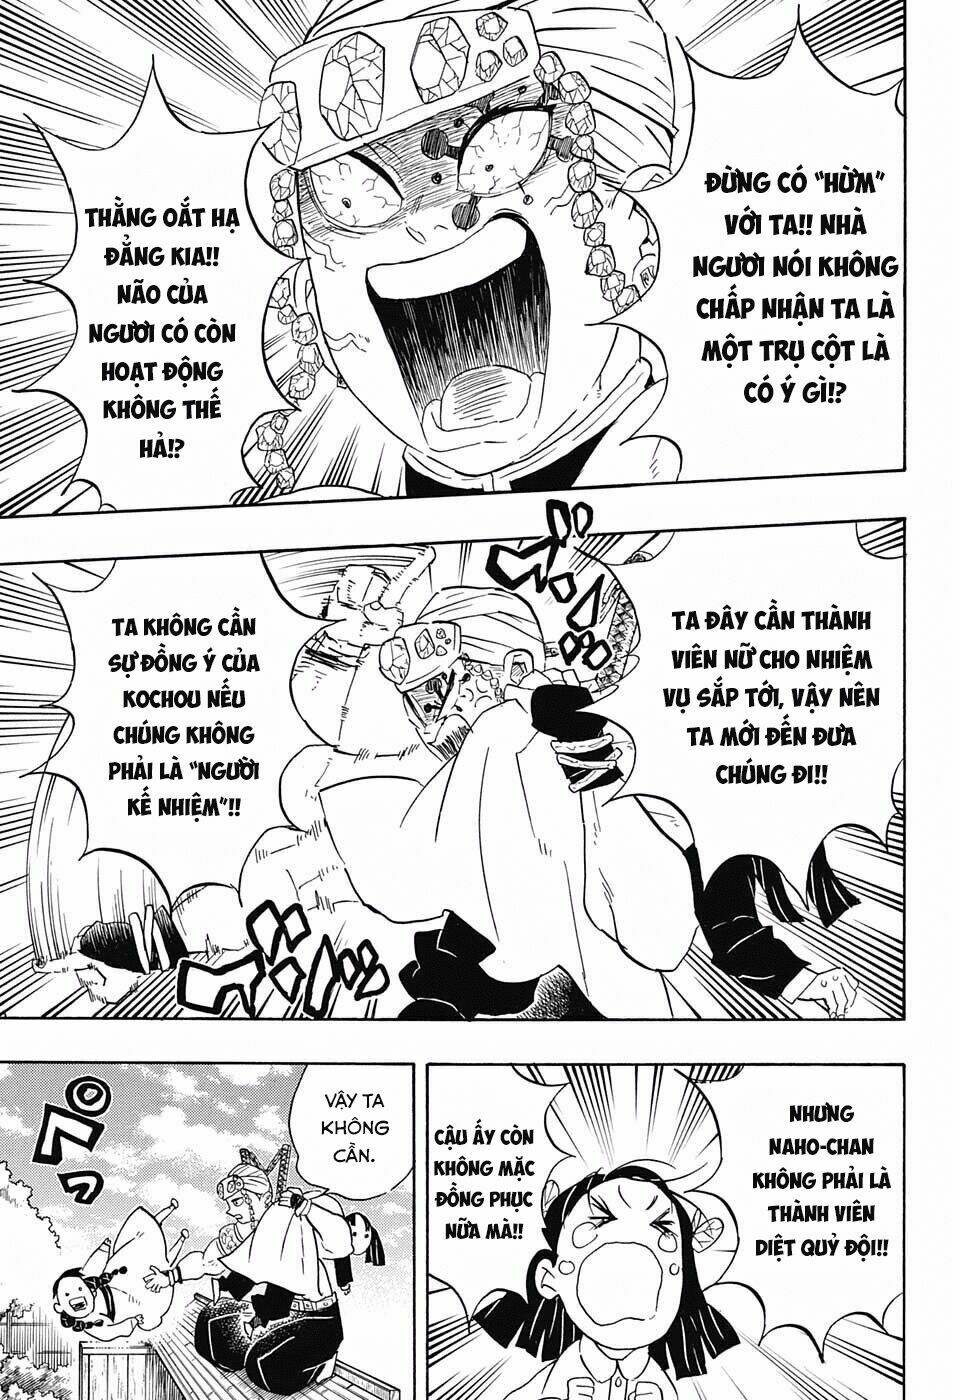 ĐỪNG CÓ "HỪM"
VỚI TA!! NHÀ
NGƯƠI NÓI KHÔNG
CHẤP NHẬN TA LÀ
MỘT TRỤ CỘT LÀ
CÓ Ý GÌ!?
THẰNG OẮT HẠ
ĐẲNG KIA!!
NÃO CỦA
NGƯƠI CÓ CÒN
HOẠT ĐỘNG
KHÔNG THẾ
HẢ!?
TA ĐÂY CẦN THÀNH
VIÊN NỮ CHO NHIỆM
VỤ SẮP TỚI, VẬY NÊN
TA MỚI ĐẾN ĐƯA
CHÚNG ĐI!!
TA KHÔNG CẦN
SỰ ĐỒNG Ý CỦA
KOCHOU NẾU
CHÚNG KHÔNG
PHẢI LÀ "NGƯỜI
KẾ NHIỆM"!!
NHƯNG
NAHO-CHAN
KHÔNG PHẢI LÀ
THÀNH VIÊN
DIỆT QUỶ ĐỘI!!
CẬU ẤY CÒN
KHÔNG MẶC
ĐỒNG PHỤC
NỮA MÀ!!
VẬY TA
KHÔNG
CẦN.
ペっ